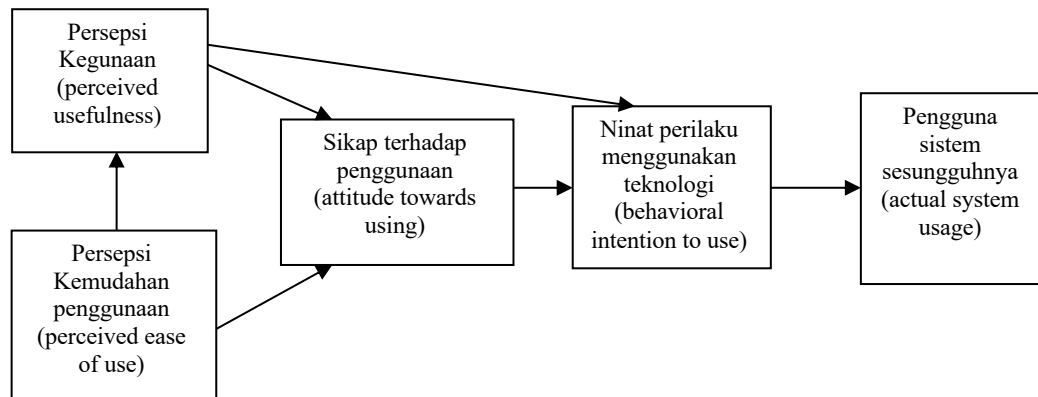 Persepsi
Kegunaan
(perceived
usefulness)
Persepsi
Kemudahan
penggunaan
(perceived ease
of use)
Sikap terhadap
penggunaan
(attitude towards
using)
Ninat perilaku
menggunakan
teknologi
(behavioral
intention to use)
Pengguna
sistem
sesungguhnya
(actual system
usage)